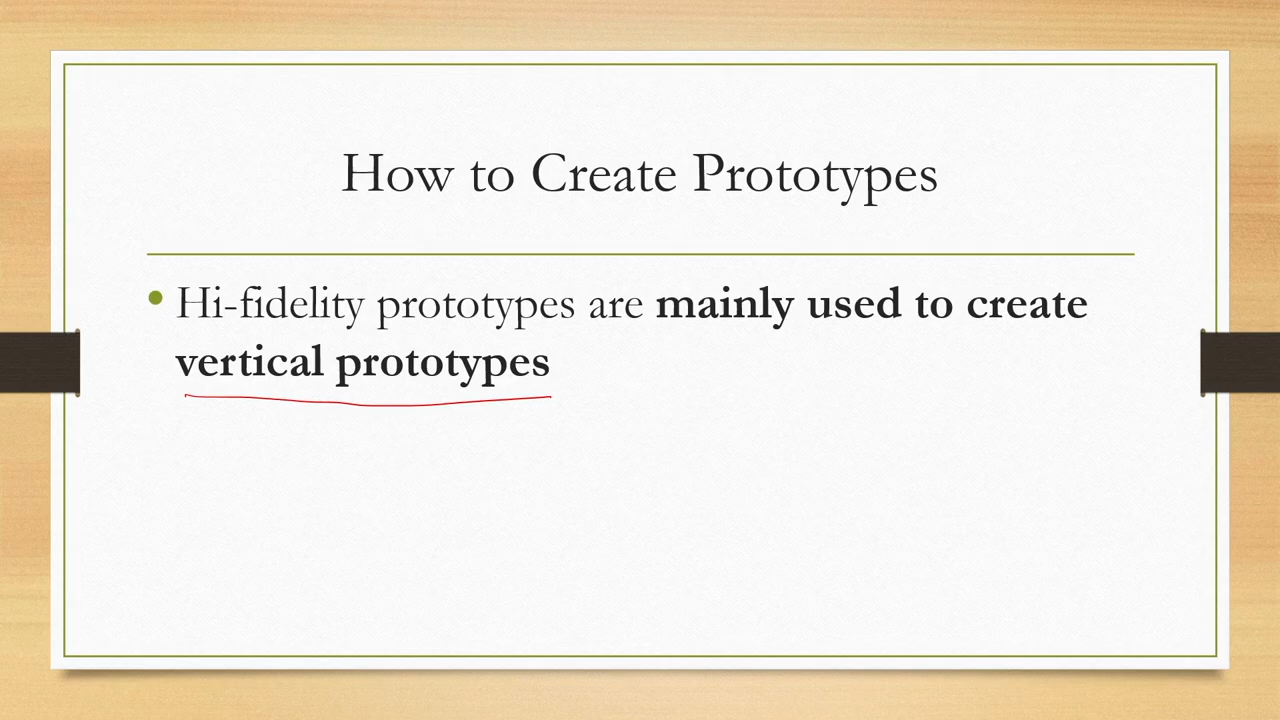 How to Create Prototypes
• Hi-fidelity prototypes are mainly used to create
vertical prototypes